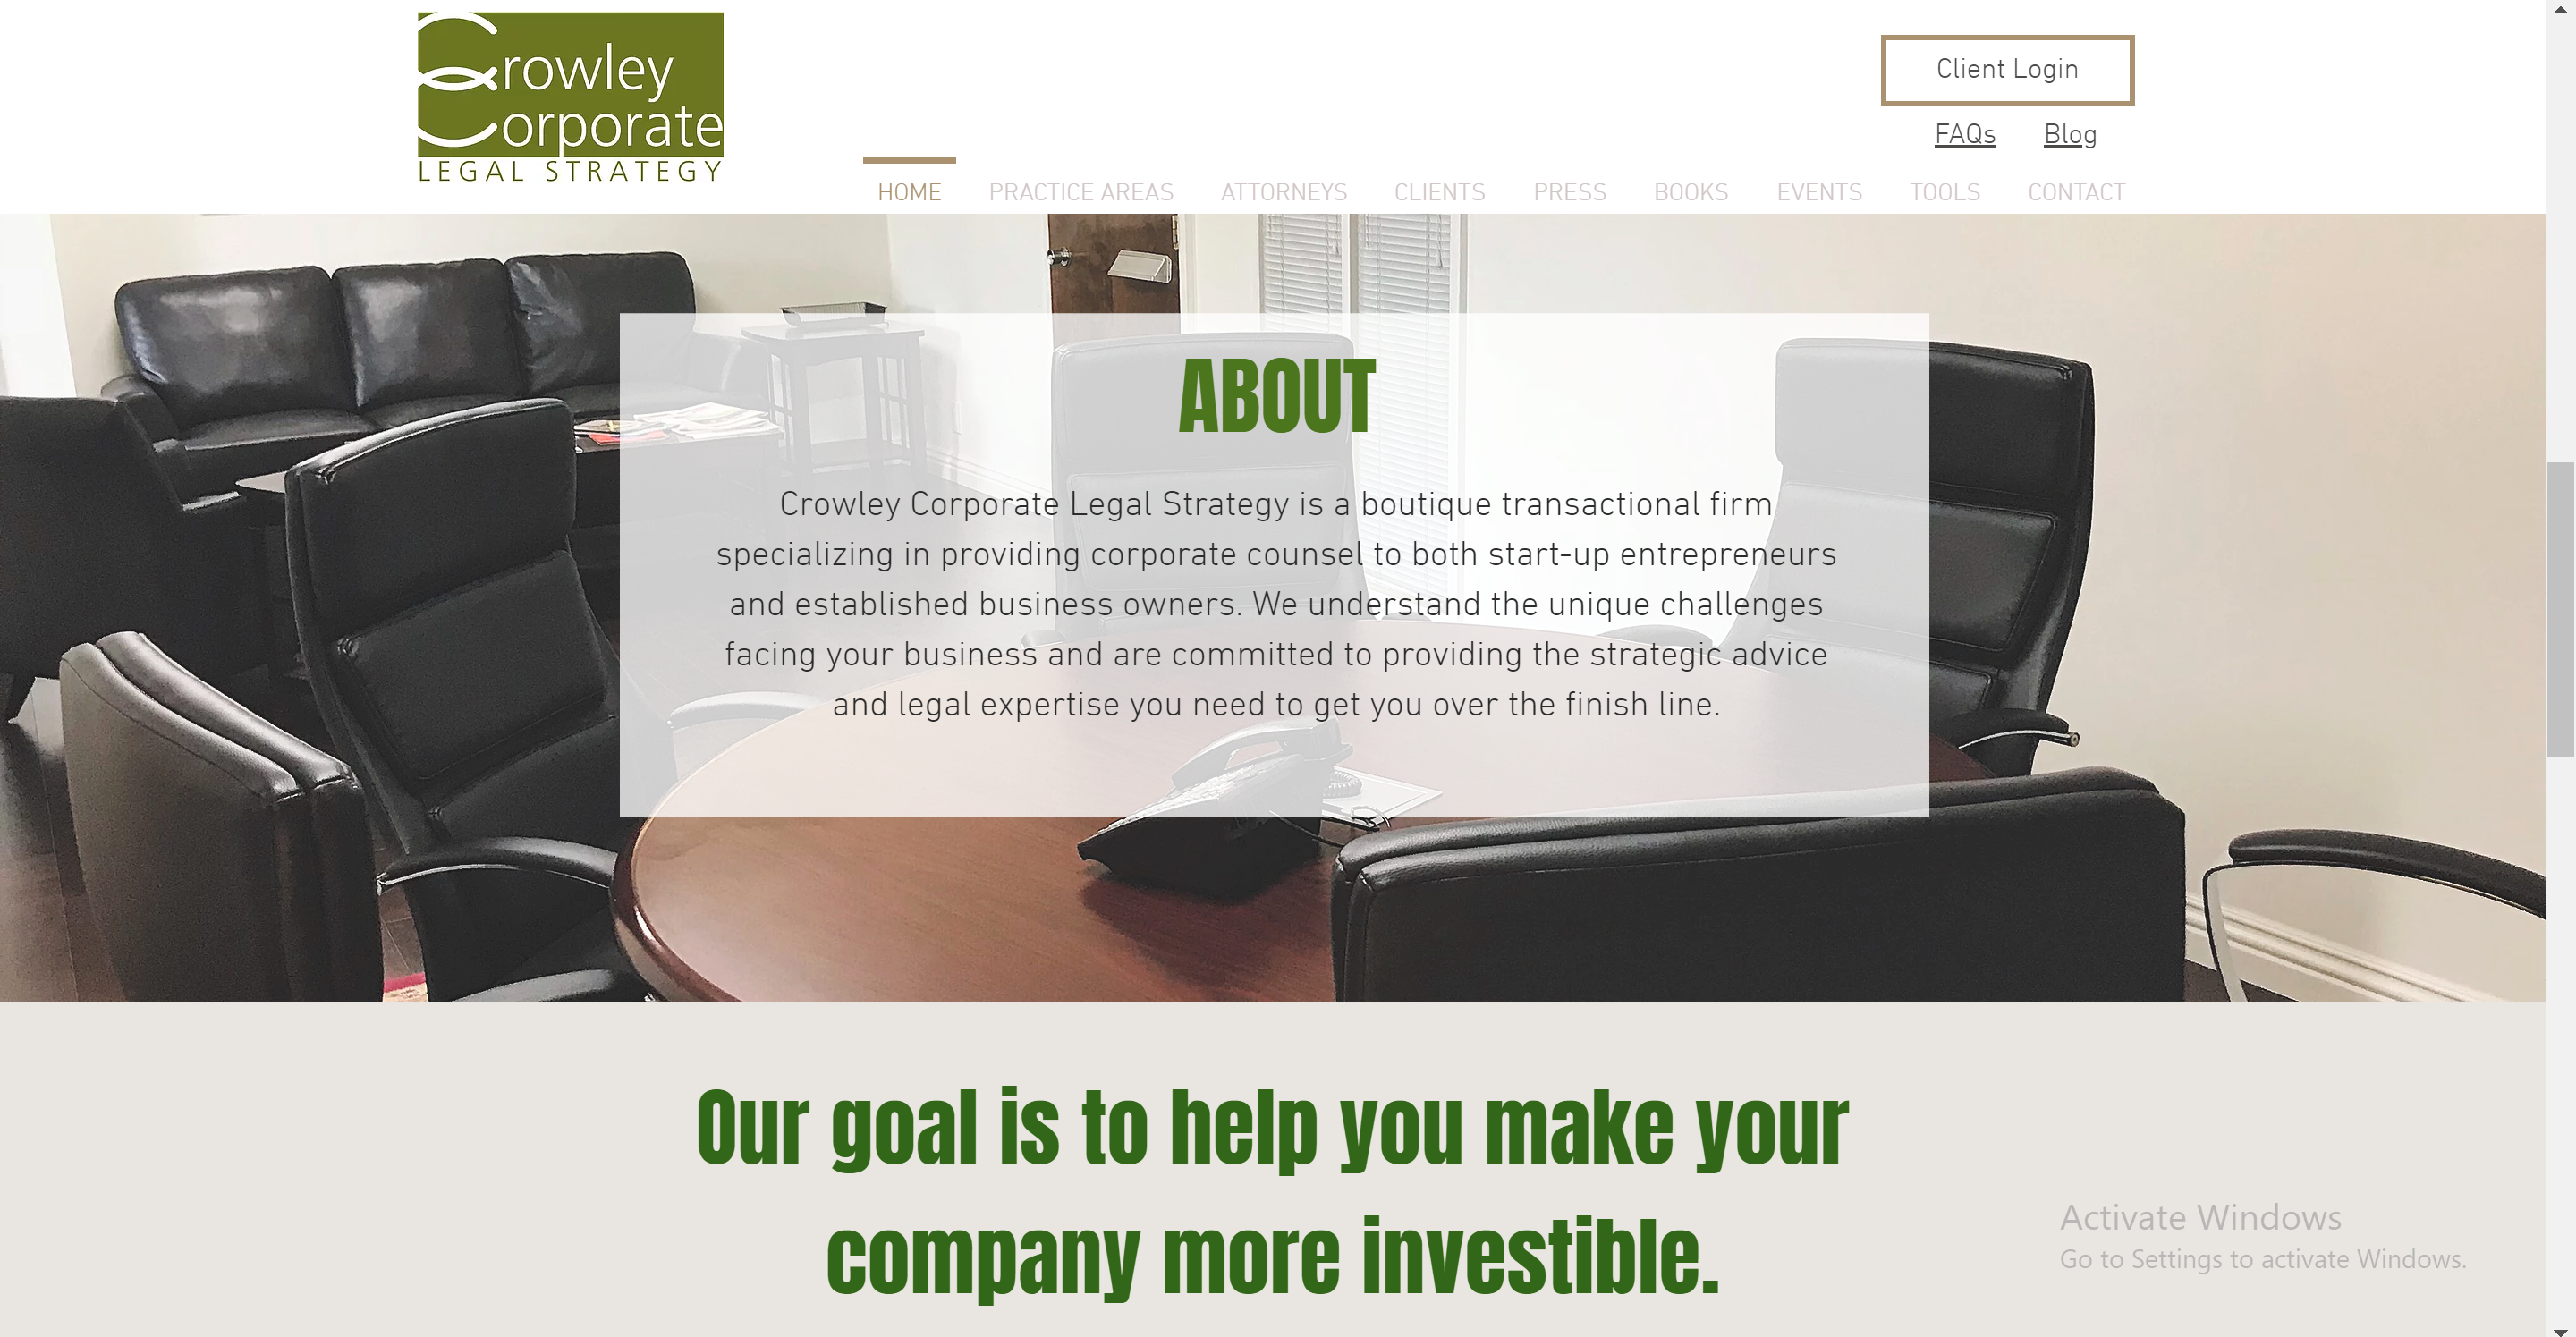 Crowley
Corporate
LEGAL STRATEGY
Client Login
FAQs Blog
HOME PRACTICE AREAS ATTORNEYS CLIENTS PRESS BOOKS EVENTS TOOLS CONTACT
ABOUT
Crowley Corporate Legal Strategy is a boutique transactional firm
specializing in providing corporate counsel to both start-up entrepreneurs
and established business owners. We understand the unique challenges
facing your business and are committed to providing the strategic advice
and legal expertise you need to get you over the finish line.
Our goal is to help you make your
company more investible.
Activate Windows
Go to Settings to activate Windows.